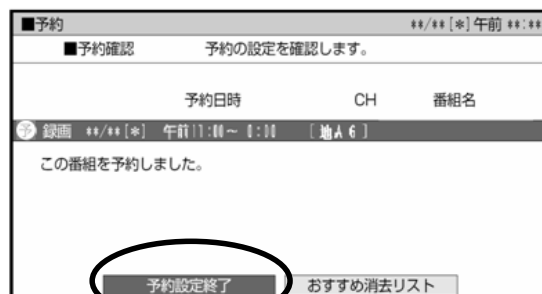 ■予約 **/** [*] 午前 **:**
■予約確認 予約の設定を確認します。
予約日時 CH 番組名
予 録画 **/** [*] 午前11:00～ 0:00 [ 地A 6 ]
この番組を予約しました。
予約設定終了 おすすめ消去リスト